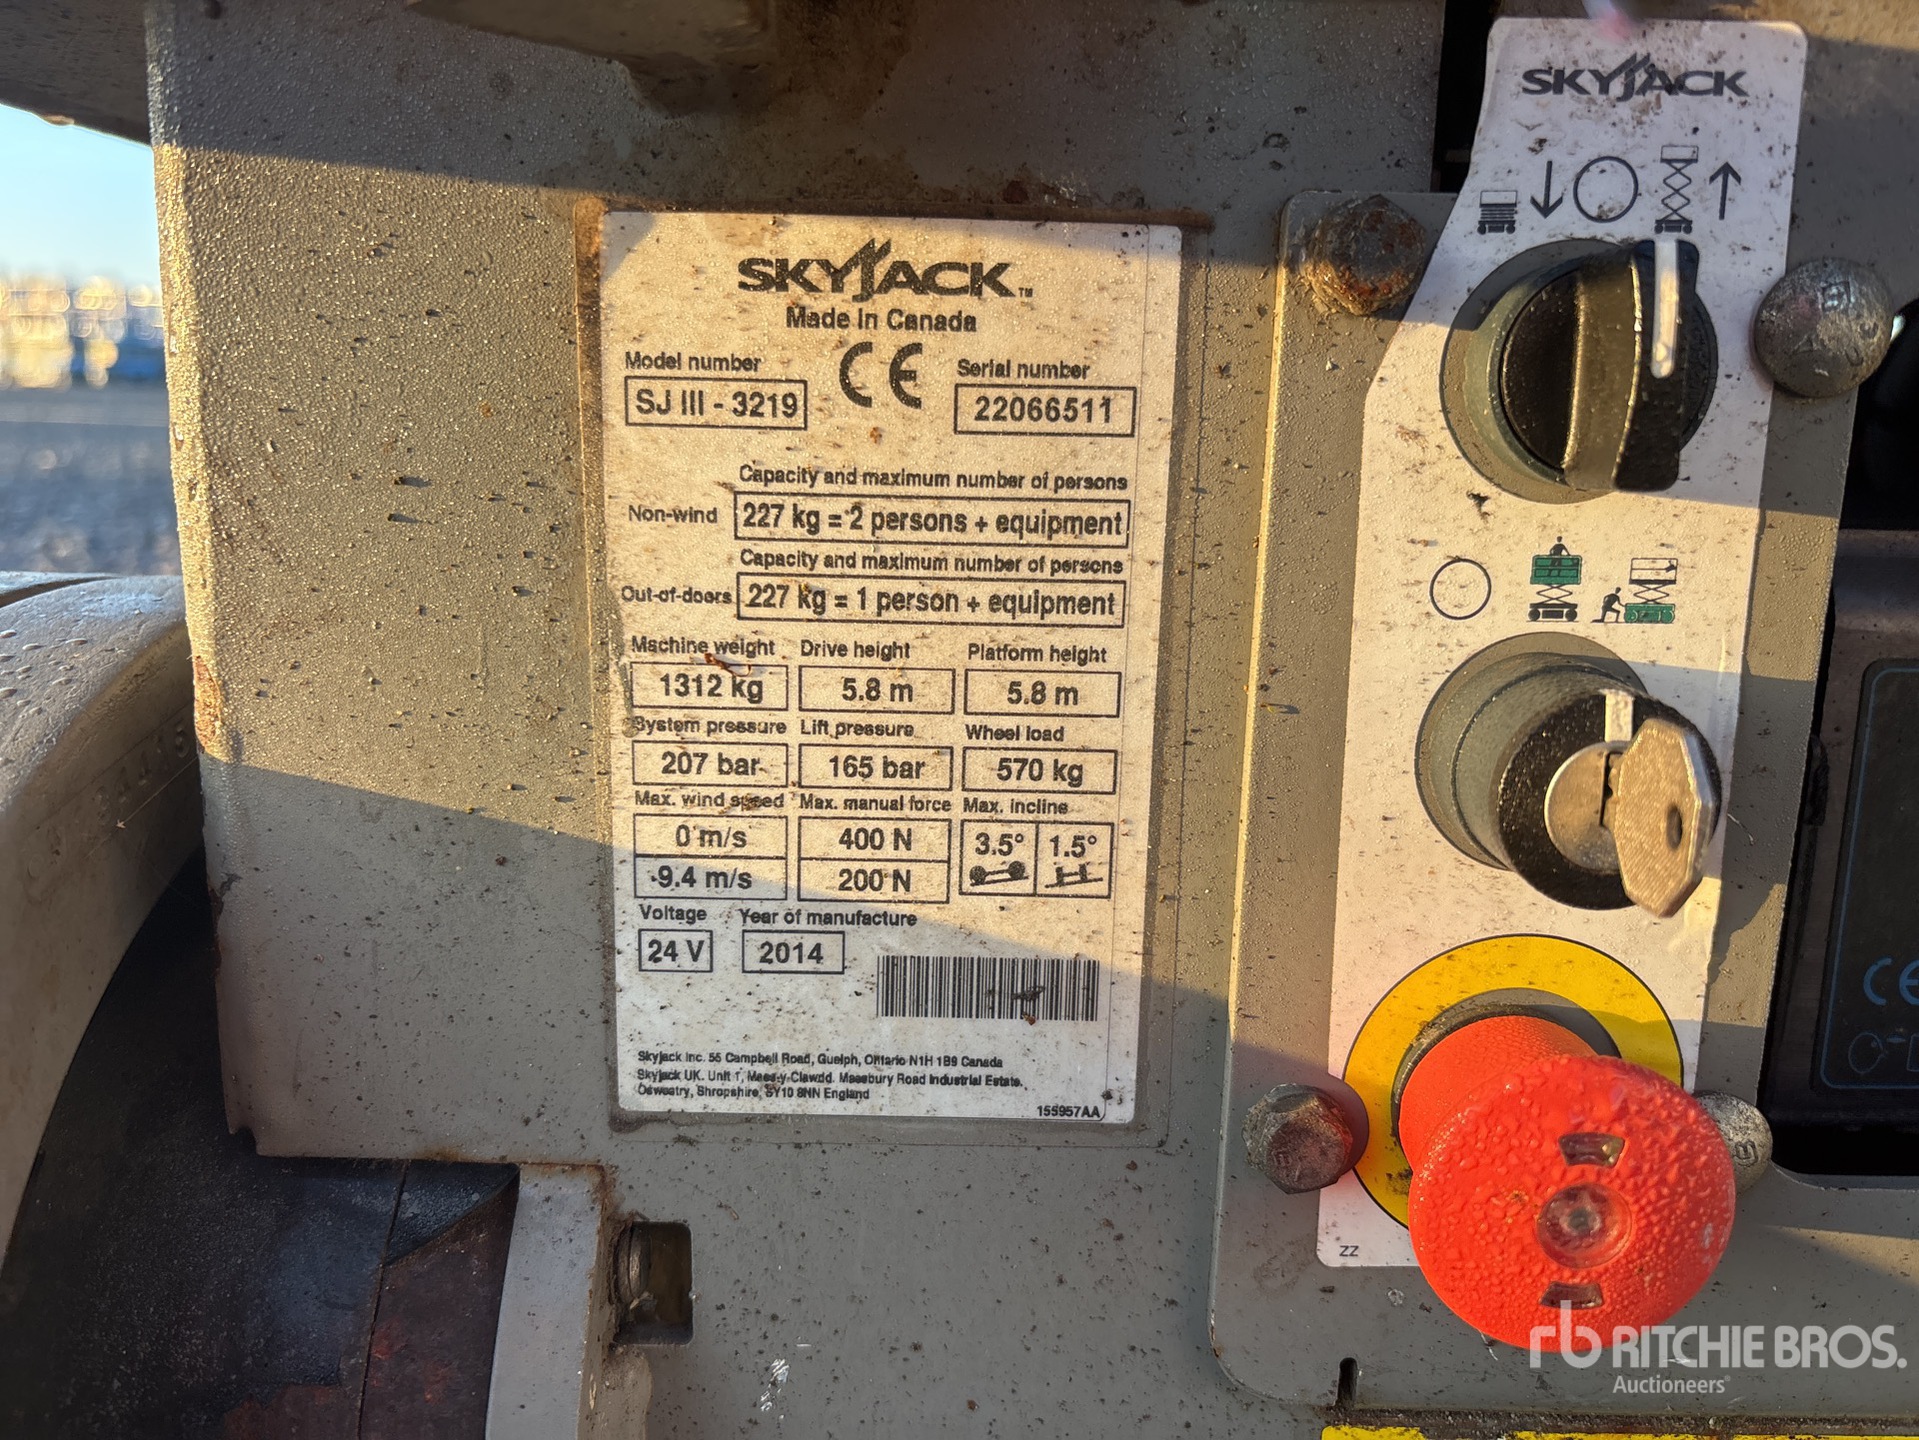 SKYJACK™
Made In Canada
Model number
SJ III - 3219
CE
Serial number
22066511
Capacity and maximum number of persons
Non-wind
227 kg = 2 persons + equipment
Capacity and maximum number of persons
Out-of-doors
227 kg = 1 person + equipment
Machine weight Drive height Platform height
1312 kg 5.8 m 5.8 m
System pressure Lift pressure Wheel load
207 bar 165 bar 570 kg
Max. wind speed Max. manual force Max. incline
0 m/s 400 N 3.5° 1.5°
9.4 m/s 200 N
Voltage Year of manufacture
24 V 2014
Skyjack Inc. 55 Campbell Road, Guelph, Ontario N1H 1B9 Canada
Skyjack UK. Unit 1, Maes-y-Clawdd. Maesbury Road Industrial Estate.
Oswestry, Shropshire, SY10 8NN England
155957AA
SKYJACK
ZZ
CE
rb RITCHIE BROS.
Auctioneers